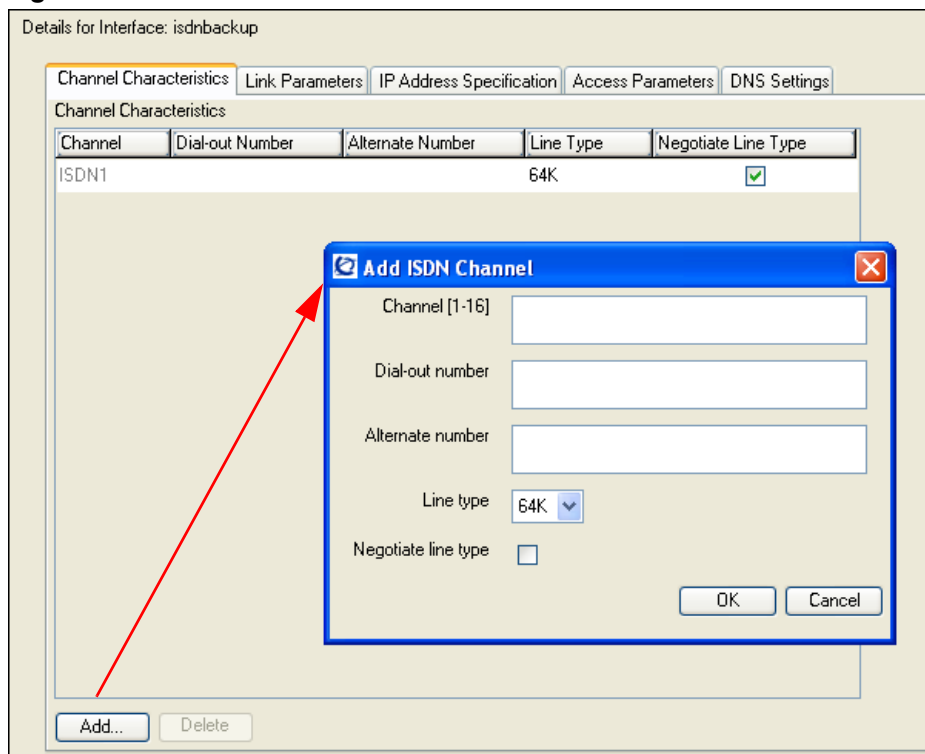 Details for Interface: isdnbackup
Channel Characteristics Link Parameters IP Address Specification Access Parameters DNS Settings
Channel Characteristics
Channel Dial-out Number Alternate Number Line Type Negotiate Line Type
ISDN1 64K
Add ISDN Channel
Channel [1-16]
Dial-out number
Alternate number
Line type 64K
Negotiate line type
OK Cancel
Add... Delete